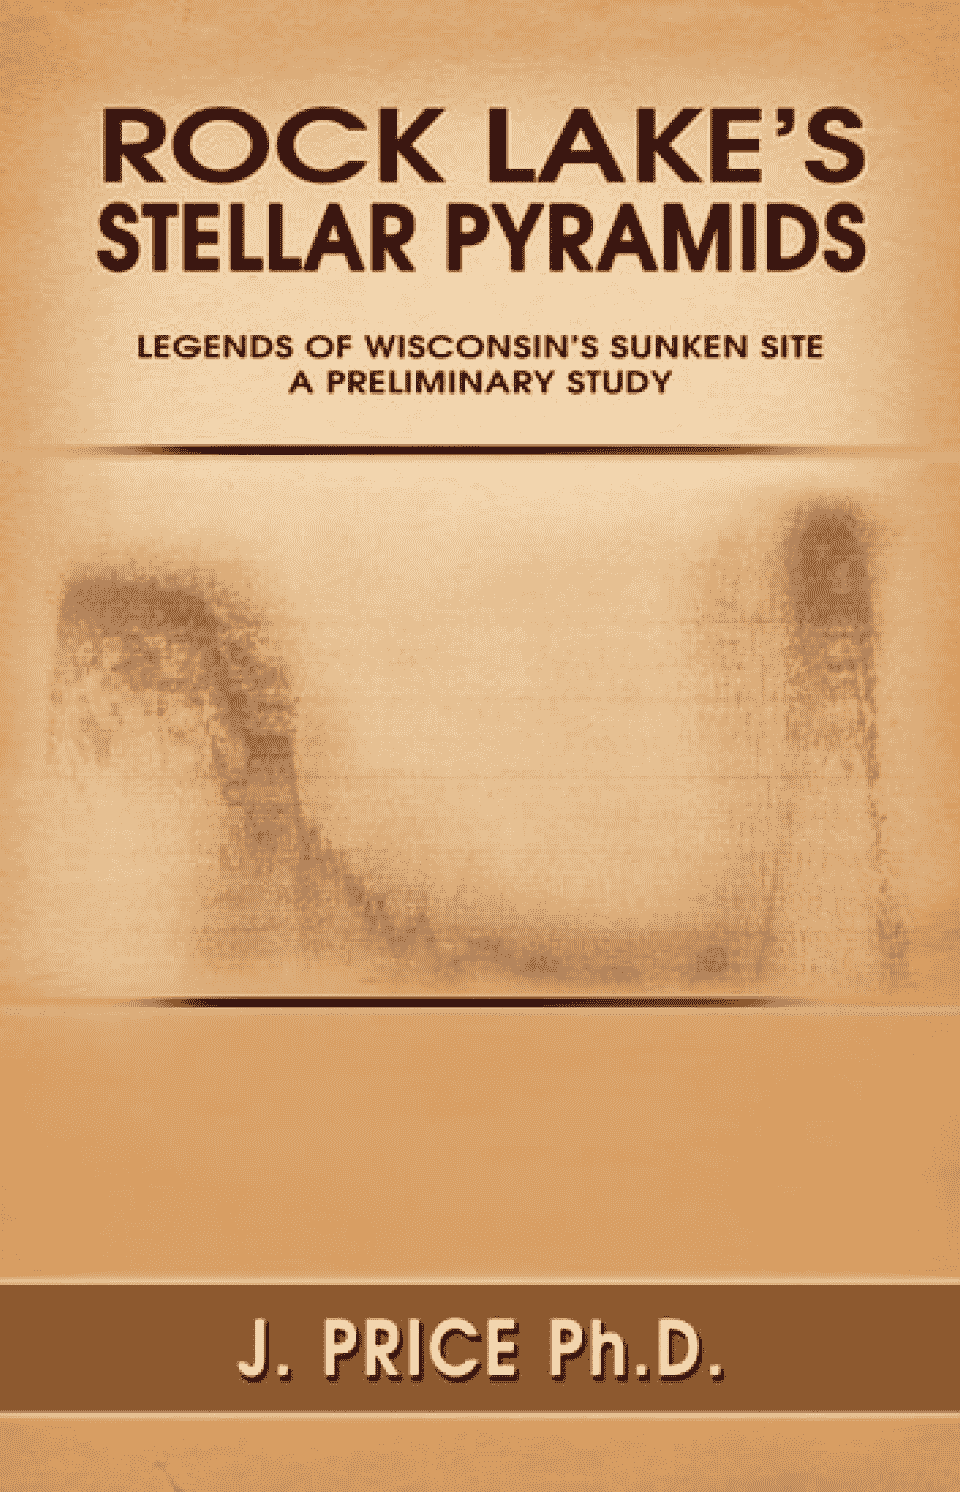 ROCK LAKE'S
STELLAR PYRAMIDS
LEGENDS OF WISCONSIN'S SUNKEN SITE
A PRELIMINARY STUDY
J. PRICE Ph.D.